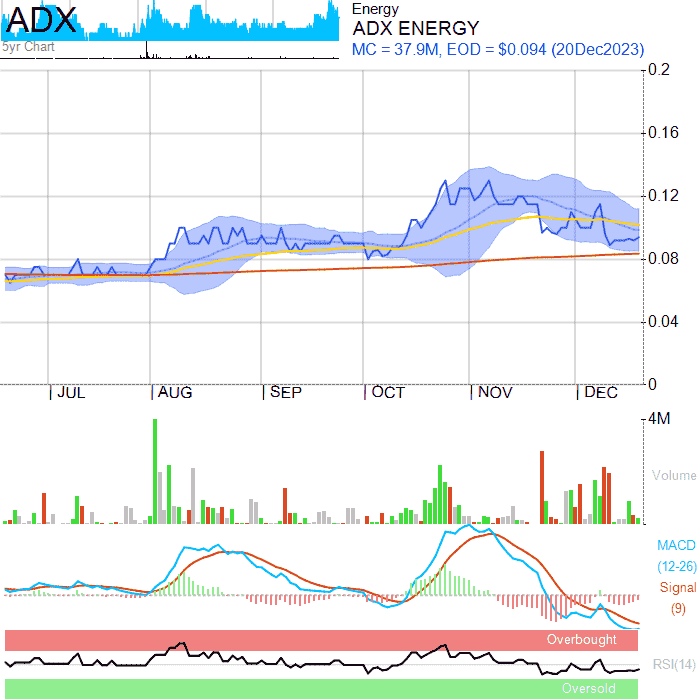 ADX
5yr Chart
Energy
ADX ENERGY
MC = 37.9M, EOD = $0.094 (20Dec2023)
0.2
0.16
0.12
0.08
0.04
0
JUL AUG SEP OCT NOV DEC
4M
Volume
MACD
(12-26)
Signal
(9)
Overbought
RSI(14)
Oversold